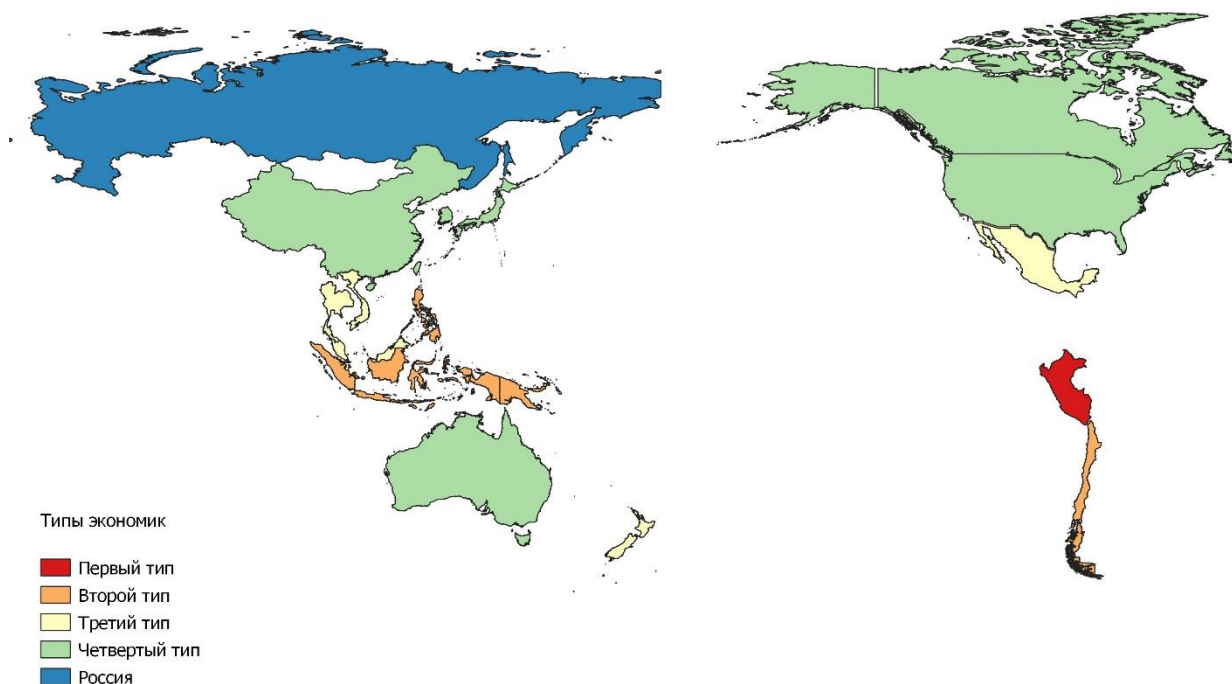 Типы экономик
Первый тип
Второй тип
Третий тип
Четвертый тип
Россия